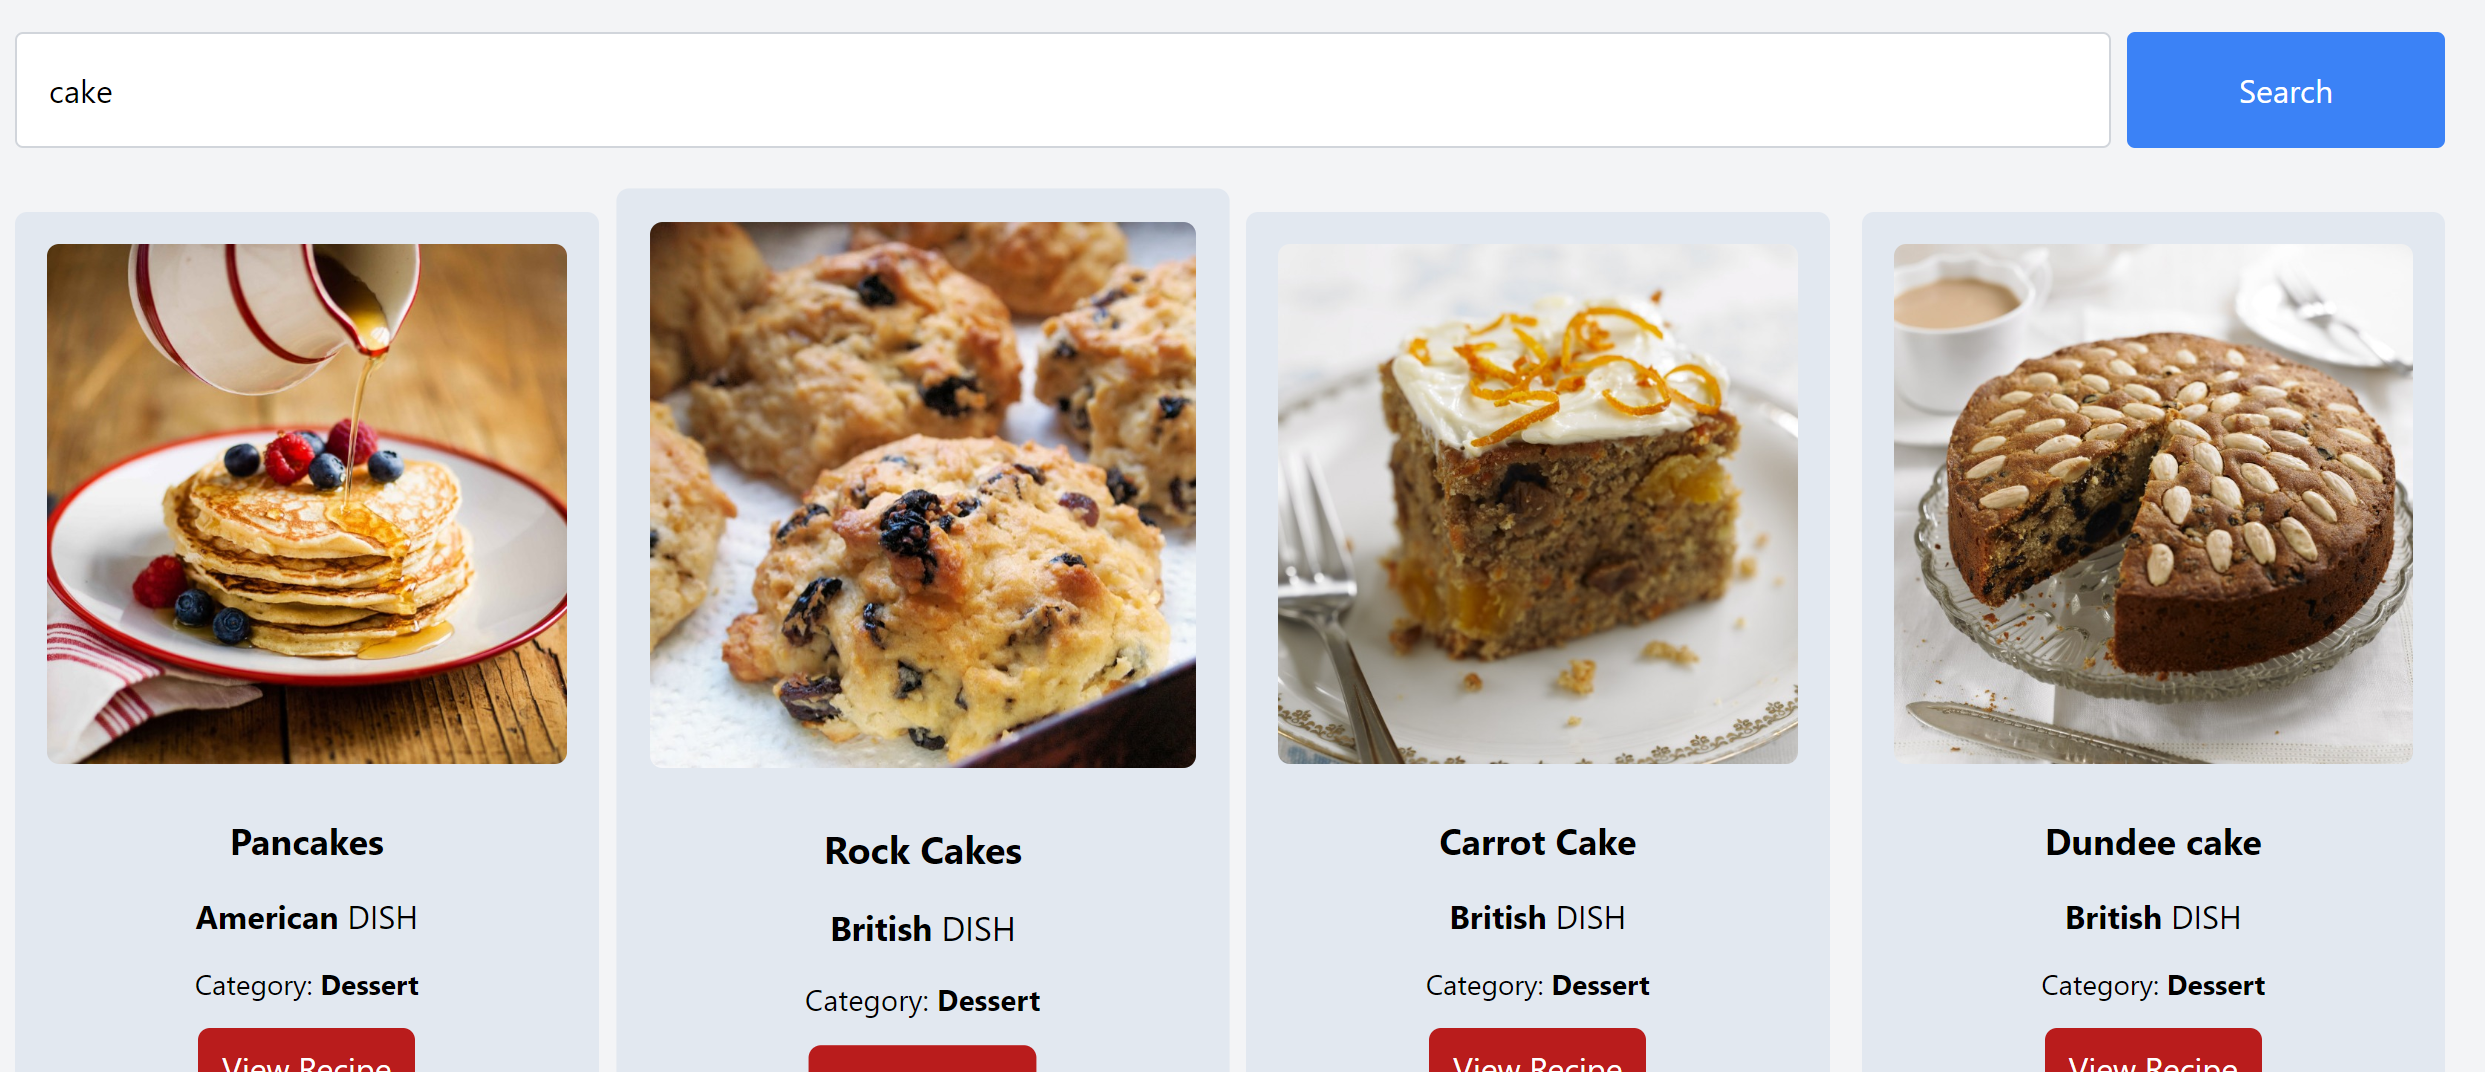 cake
Search
Pancakes
American DISH
Category: Dessert
View Recipe
Rock Cakes
British DISH
Category: Dessert
Carrot Cake
British DISH
Category: Dessert
View Recipe
Dundee cake
British DISH
Category: Dessert
View Recipe